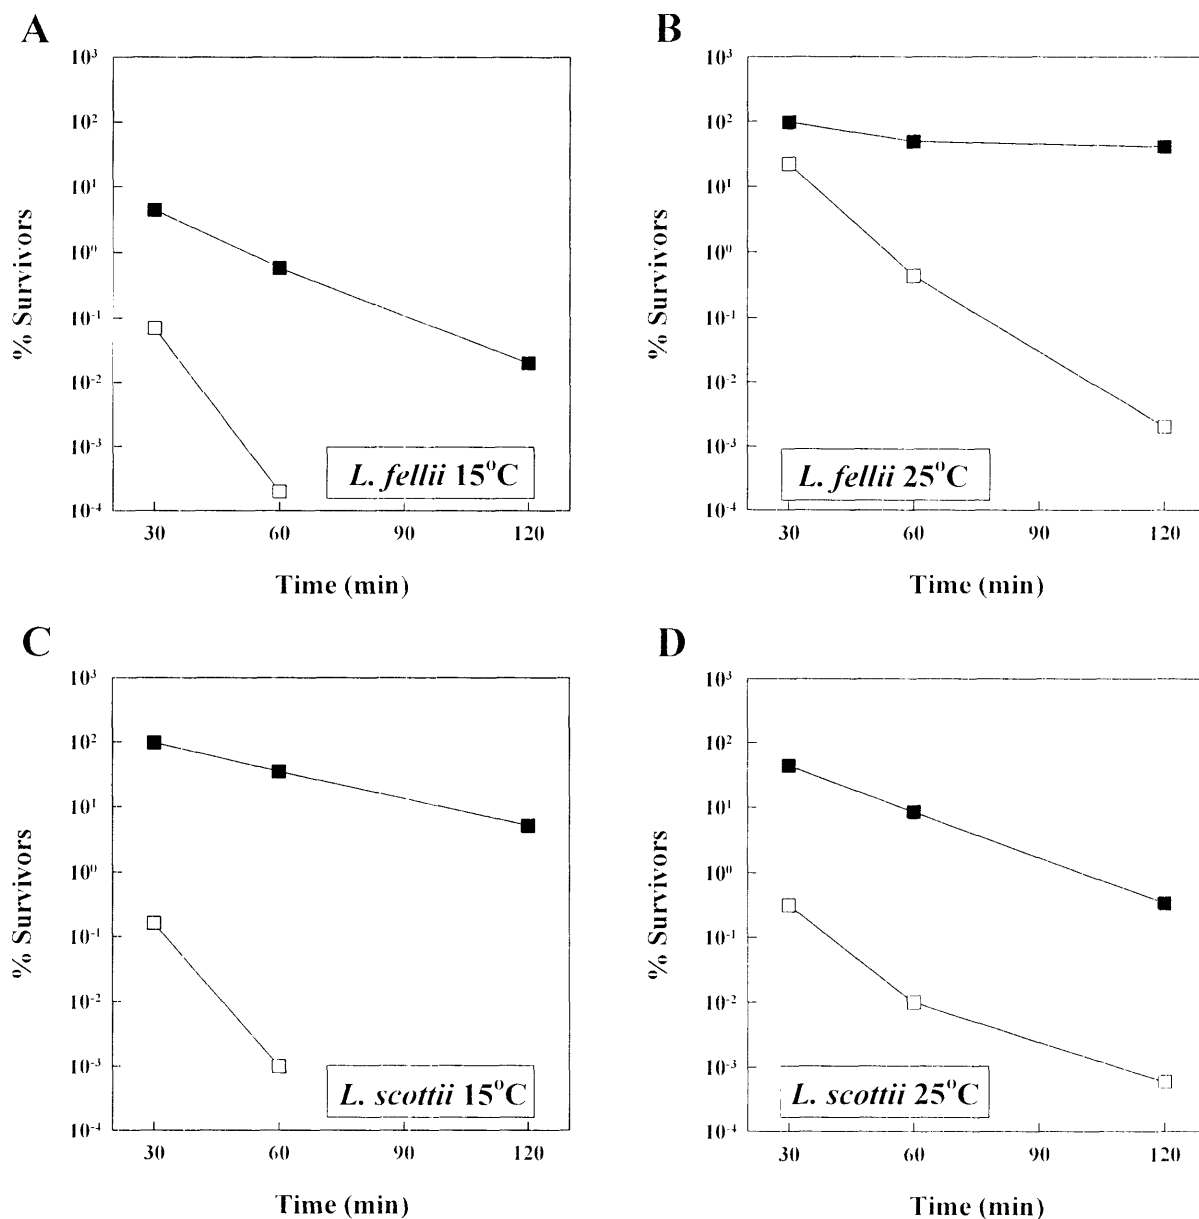 A
10³
10²
10¹
10⁰
10⁻¹
10⁻²
10⁻³
10⁻⁴
% Survivors
L. fellii 15°C
30 60 90 120
Time (min)
B
10³
10²
10¹
10⁰
10⁻¹
10⁻²
10⁻³
10⁻⁴
% Survivors
L. fellii 25°C
30 60 90 120
Time (min)
C
10³
10²
10¹
10⁰
10⁻¹
10⁻²
10⁻³
10⁻⁴
% Survivors
L. scottii 15°C
30 60 90 120
Time (min)
D
10³
10²
10¹
10⁰
10⁻¹
10⁻²
10⁻³
10⁻⁴
% Survivors
L. scottii 25°C
30 60 90 120
Time (min)